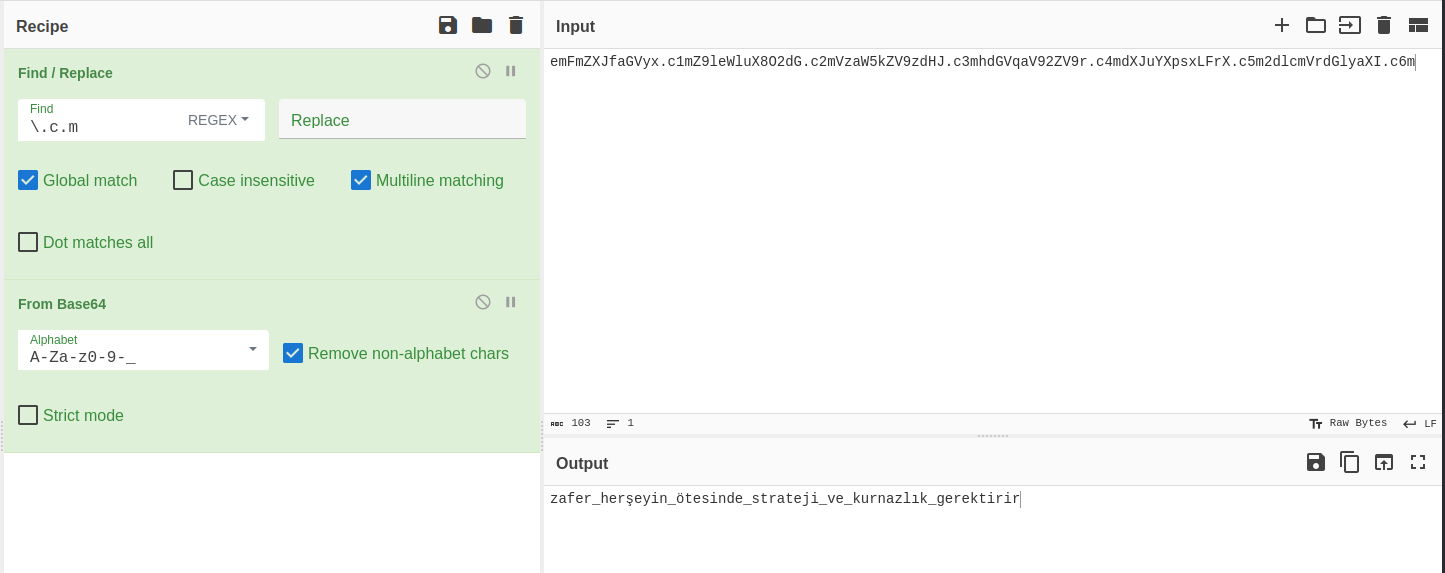 Recipe
Find / Replace
Find
\.c.m
REGEX
Replace
Global match
Case insensitive
Multiline matching
Dot matches all
From Base64
Alphabet
A-Za-z0-9-_
Remove non-alphabet chars
Strict mode
Input
emFmZXJfaGVyx.c1mZ9leWluX8O2dG.c2mVzaW5kZV9zdHJ.c3mhdGVqaV92ZV9r.c4mdXJuYXpsxLFrX.c5m2dlcmVrdGlyaXI.c6m
ABC 103 1
Raw Bytes LF
Output
zafer_herşeyin_ötesinde_strateji_ve_kurnazlık_gerektirir